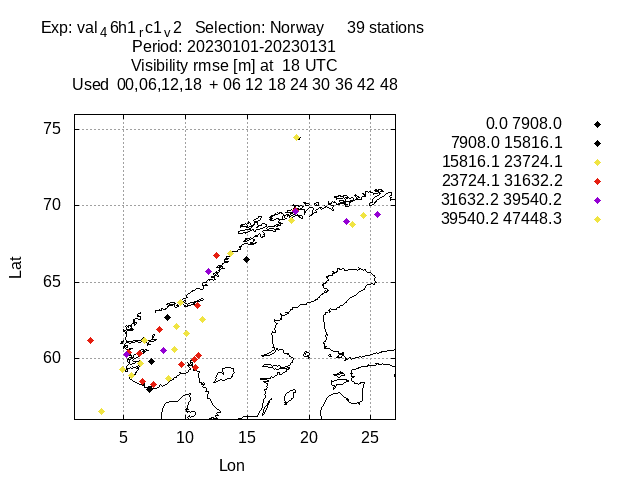 Exp: val₄6h1ᵣc1ᵥ2 Selection: Norway 39 stations
Period: 20230101-20230131
Visibility rmse [m] at 18 UTC
Used 00,06,12,18 + 06 12 18 24 30 36 42 48
0.0 7908.0
7908.0 15816.1
15816.1 23724.1
23724.1 31632.2
31632.2 39540.2
39540.2 47448.3
75
70
65
60
Lat
5 10 15 20 25
Lon